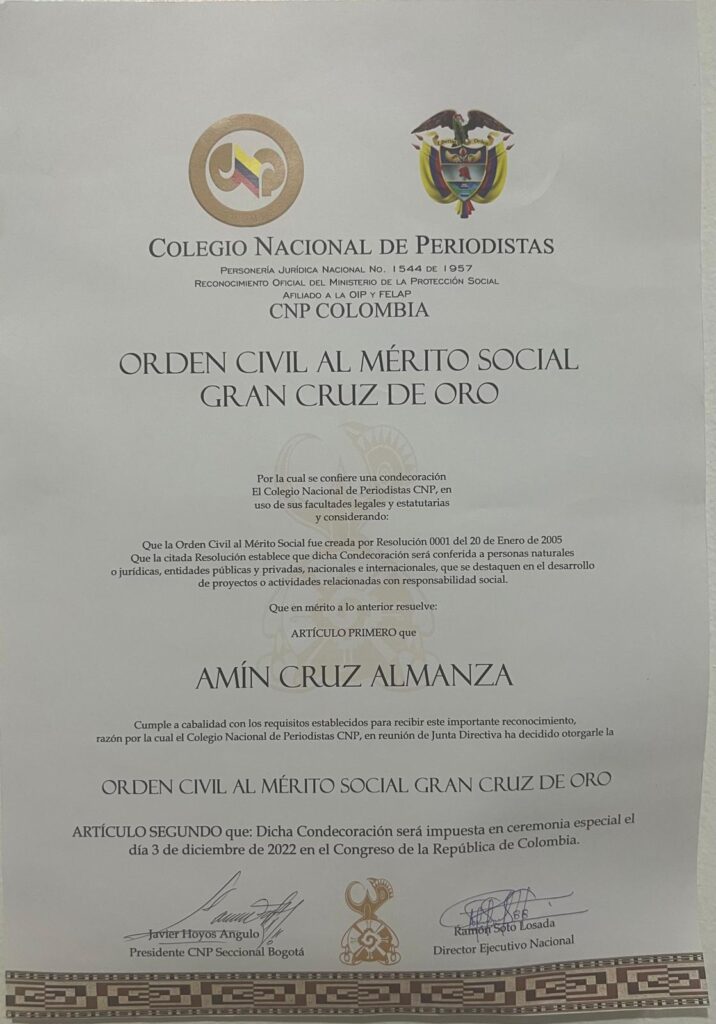 COLEGIO NACIONAL DE PERIODISTAS
PERSONERÍA JURÍDICA NACIONAL NO. 1544 DE 1957
RECONOCIMIENTO OFICIAL DEL MINISTERIO DE LA PROTECCIÓN SOCIAL
AFILIADO A LA OIP Y FELAP
CNP COLOMBIA
ORDEN CIVIL AL MÉRITO SOCIAL
GRAN CRUZ DE ORO
Por la cual se confiere una condecoración
El Colegio Nacional de Periodistas CNP, en
uso de sus facultades legales y estatutarias
y considerando:
Que la Orden Civil al Mérito Social fue creada por Resolución 0001 del 20 de Enero de 2005
Que la citada Resolución establece que dicha Condecoración será conferida a personas naturales
o jurídicas, entidades públicas y privadas, nacionales e internacionales, que se destaquen en el desarrollo
de proyectos o actividades relacionadas con responsabilidad social.
Que en mérito a lo anterior resuelve:
ARTÍCULO PRIMERO que
AMÍN CRUZ ALMANZA
Cumple a cabalidad con los requisitos establecidos para recibir este importante reconocimiento,
razón por la cual el Colegio Nacional de Periodistas CNP, en reunión de Junta Directiva ha decidido otorgarle la
ORDEN CIVIL AL MÉRITO SOCIAL GRAN CRUZ DE ORO
ARTÍCULO SEGUNDO que: Dicha Condecoración será impuesta en ceremonia especial el
día 3 de diciembre de 2022 en el Congreso de la República de Colombia.
Javier Hoyos Angulo
Presidente CNP Seccional Bogotá
Ramón Soto Losada
Director Ejecutivo Nacional